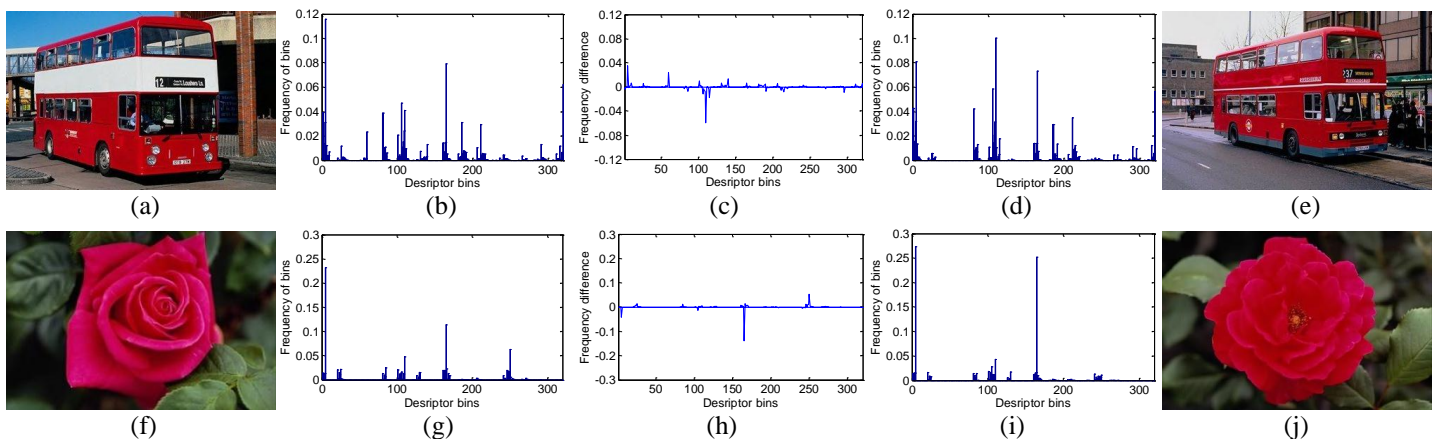 12
Frequency of bins
0.12
0.1
0.08
0.06
0.04
0.02
0
0 100 200 300
Desriptor bins
Frequency difference
0.12
0.08
0.04
0
-0.04
-0.08
-0.12
50 100 150 200 250 300
Desriptor bins
Frequency of bins
0.12
0.1
0.08
0.06
0.04
0.02
0
0 100 200 300
Desriptor bins
237
(a) (b) (c) (d) (e)
Frequency of bins
0.3
0.25
0.2
0.15
0.1
0.05
0
0 100 200 300
Desriptor bins
Frequency difference
0.3
0.2
0.1
0
-0.1
-0.2
-0.3
50 100 150 200 250 300
Desriptor bins
Frequency of bins
0.3
0.25
0.2
0.15
0.1
0.05
0
0 100 200 300
Desriptor bins
(f) (g) (h) (i) (j)